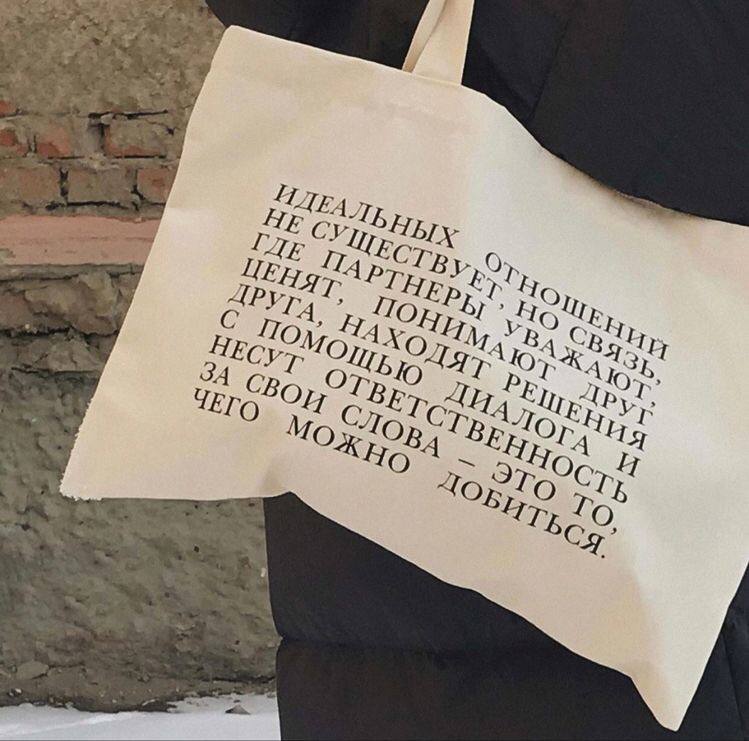 ИДЕАЛЬНЫХ ОТНОШЕНИЙ
НЕ СУЩЕСТВУЕТ, НО СВЯЗЬ,
ГДЕ ПАРТНЕРЫ УВАЖАЮТ,
ЦЕНЯТ, ПОНИМАЮТ ДРУГ
ДРУГА, НАХОДЯТ РЕШЕНИЯ
С ПОМОЩЬЮ ДИАЛОГА И
НЕСУТ ОТВЕТСТВЕННОСТЬ
ЗА СВОИ СЛОВА – ЭТО ТО,
ЧЕГО МОЖНО ДОБИТЬСЯ.